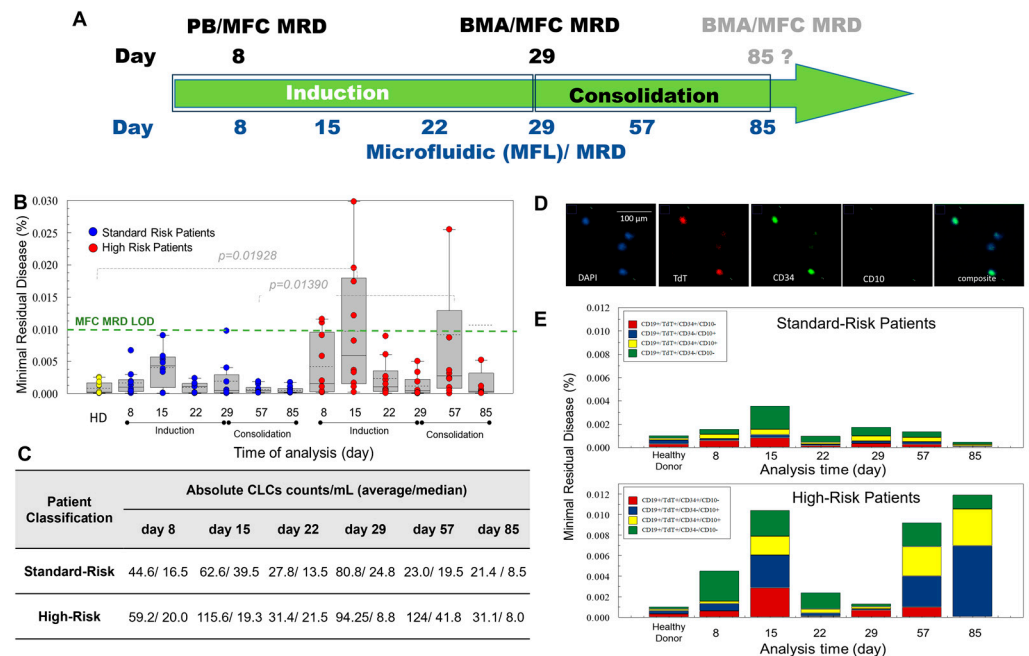 A
PB/MFC MRD BMA/MFC MRD BMA/MFC MRD
Day 8 29 85 ?
Induction Consolidation
Day 8 15 22 29 57 85
Microfluidic (MFL)/ MRD
B
Minimal Residual Disease (%)
0.030
0.025
0.020
0.015
0.010
0.005
0.000
Standard Risk Patients
High Risk Patients
p=0.01928
p=0.01390
MFC MRD LOD
HD 8 15 22 29 57 85 8 15 22 29 57 85
Induction Consolidation Induction Consolidation
Time of analysis (day)
C
Patient Classification
Absolute CLCs counts/mL (average/median)
day 8 day 15 day 22 day 29 day 57 day 85
Standard-Risk 44.6/ 16.5 62.6/ 39.5 27.8/ 13.5 80.8/ 24.8 23.0/ 19.5 21.4 / 8.5
High-Risk 59.2/ 20.0 115.6/ 19.3 31.4/ 21.5 94.25/ 8.8 124/ 41.8 31.1/ 8.0
D
100 µm
DAPI TdT CD34 CD10 composite
E
Minimal Residual Disease (%)
Standard-Risk Patients
CD19+/TdT+/CD34+/CD10-
CD19+/TdT+/CD34-/CD10+
CD19+/TdT+/CD34+/CD10+
CD19+/TdT+/CD34-/CD10-
0.012
0.010
0.008
0.006
0.004
0.002
0.000
Healthy Donor 8 15 22 29 57 85
Analysis time (day)
High-Risk Patients
CD19+/TdT+/CD34+/CD10-
CD19+/TdT+/CD34-/CD10+
CD19+/TdT+/CD34+/CD10+
CD19+/TdT+/CD34-/CD10-
0.012
0.010
0.008
0.006
0.004
0.002
0.000
Healthy Donor 8 15 22 29 57 85
Analysis time (day)